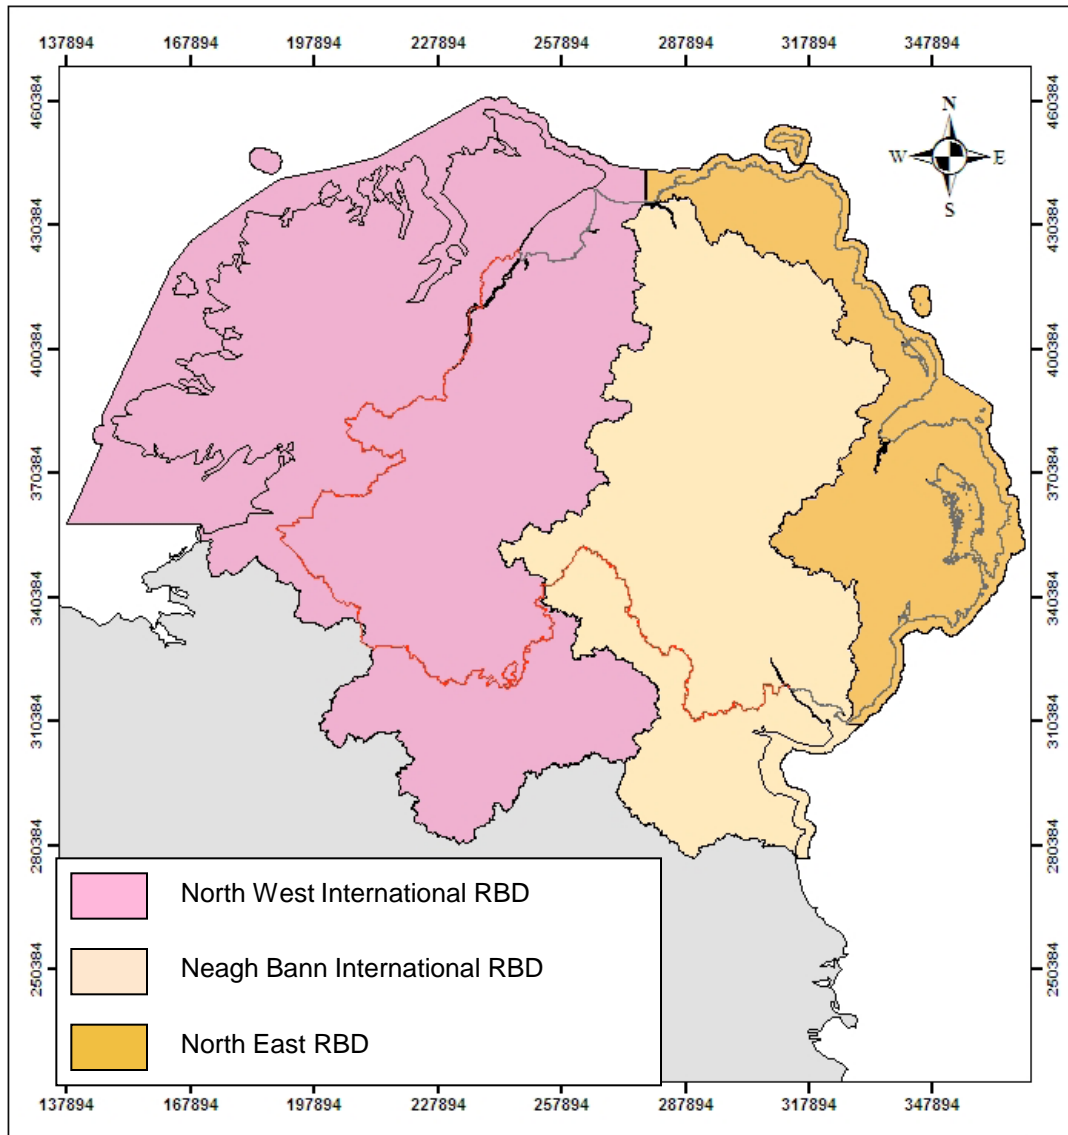 137894 167894 197894 227894 257894 287894 317894 347894
N
W E
S
460384 460384
430384 430384
400384 400384
370384 370384
340384 340384
310384 310384
280384 280384
250384 250384
North West International RBD
Neagh Bann International RBD
North East RBD
137894 167894 197894 227894 257894 287894 317894 347894